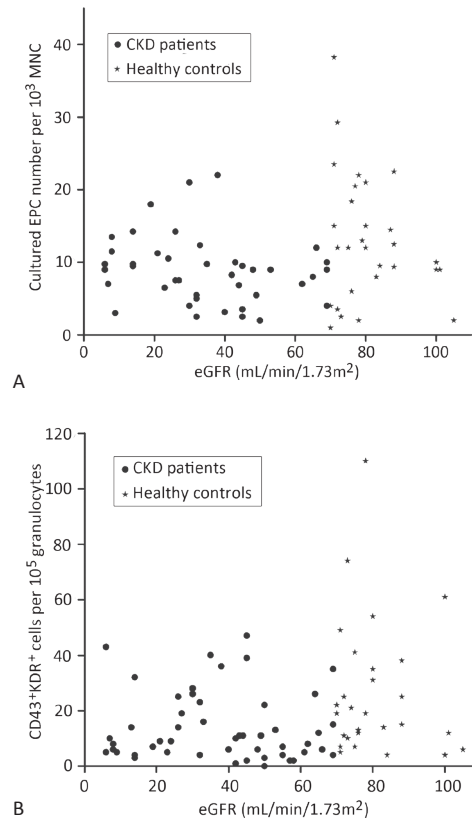 40
30
20
10
0
Cultured EPC number per 10³ MNC
CKD patients
Healthy controls
0 20 40 60 80 100
eGFR (mL/min/1.73m²)
A
120
100
80
60
40
20
0
CD43⁺KDR⁺ cells per 10⁵ granulocytes
CKD patients
Healthy controls
0 20 40 60 80 100
eGFR (mL/min/1.73m²)
B